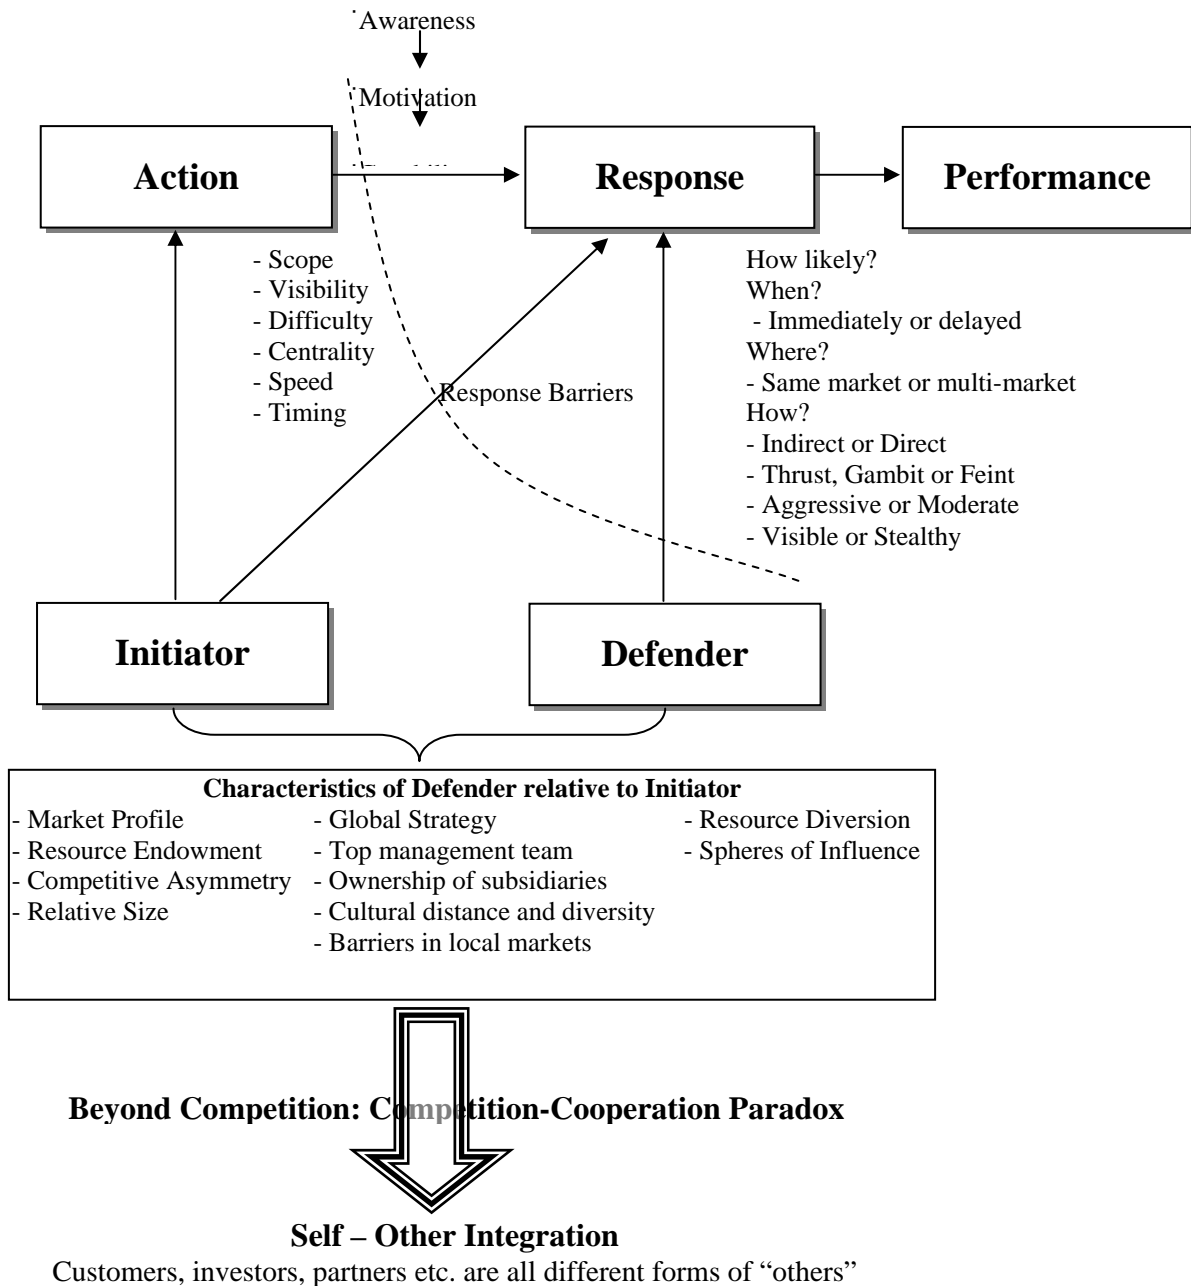 Awareness
Motivation
Action
Response
Performance
- Scope
- Visibility
- Difficulty
- Centrality
- Speed
- Timing
Response Barriers
How likely?
When?
- Immediately or delayed
Where?
- Same market or multi-market
How?
- Indirect or Direct
- Thrust, Gambit or Feint
- Aggressive or Moderate
- Visible or Stealthy
Initiator
Defender
Characteristics of Defender relative to Initiator
- Market Profile
- Resource Endowment
- Competitive Asymmetry
- Relative Size
- Global Strategy
- Top management team
- Ownership of subsidiaries
- Cultural distance and diversity
- Barriers in local markets
- Resource Diversion
- Spheres of Influence
Beyond Competition: Competition-Cooperation Paradox
Self – Other Integration
Customers, investors, partners etc. are all different forms of “others”